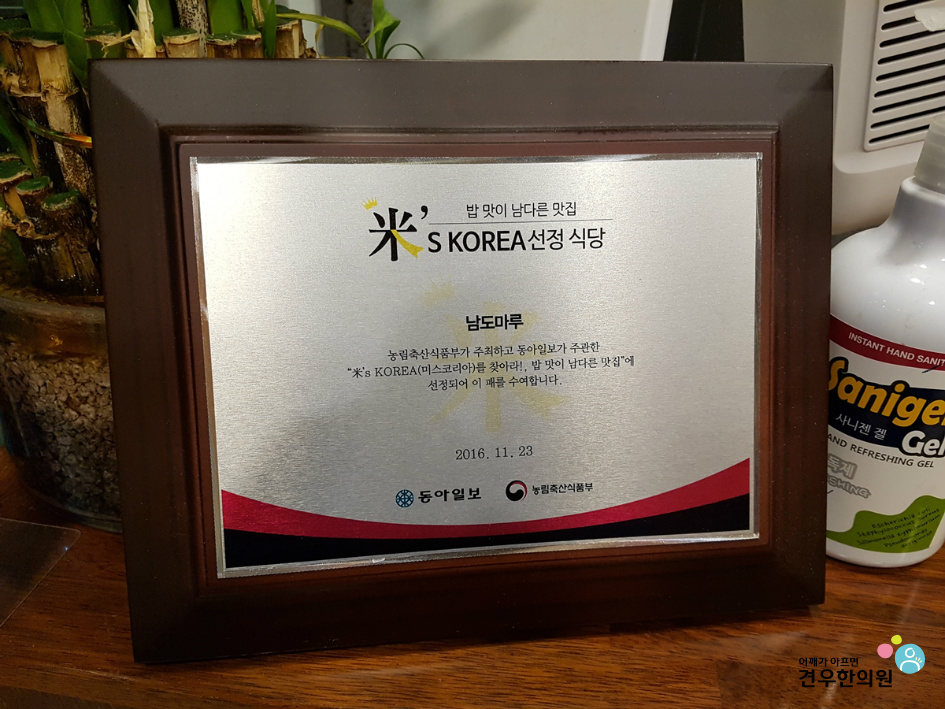 밥 맛이 남다른 맛집
米's KOREA 선정 식당
남도마루
농림축산식품부가 주최하고 동아일보가 주관한
“米's KOREA(미스코리아)를 찾아라!, 밥 맛이 남다른 맛집”에
선정되어 이 패를 수여합니다.
2016. 11. 23
동아일보 농림축산식품부
INSTANT HAND SANIT
Sanigen
사니젠 겔
Gel
AND REFRESHING GEL
독제
CHING
어깨가 아프면
견우한의원